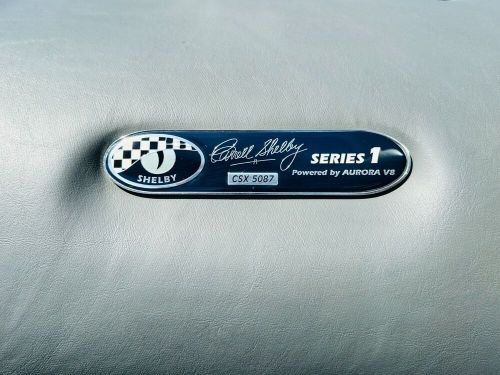 SHELBY
Carroll Shelby
CSX 5087
SERIES 1
Powered by AURORA V8